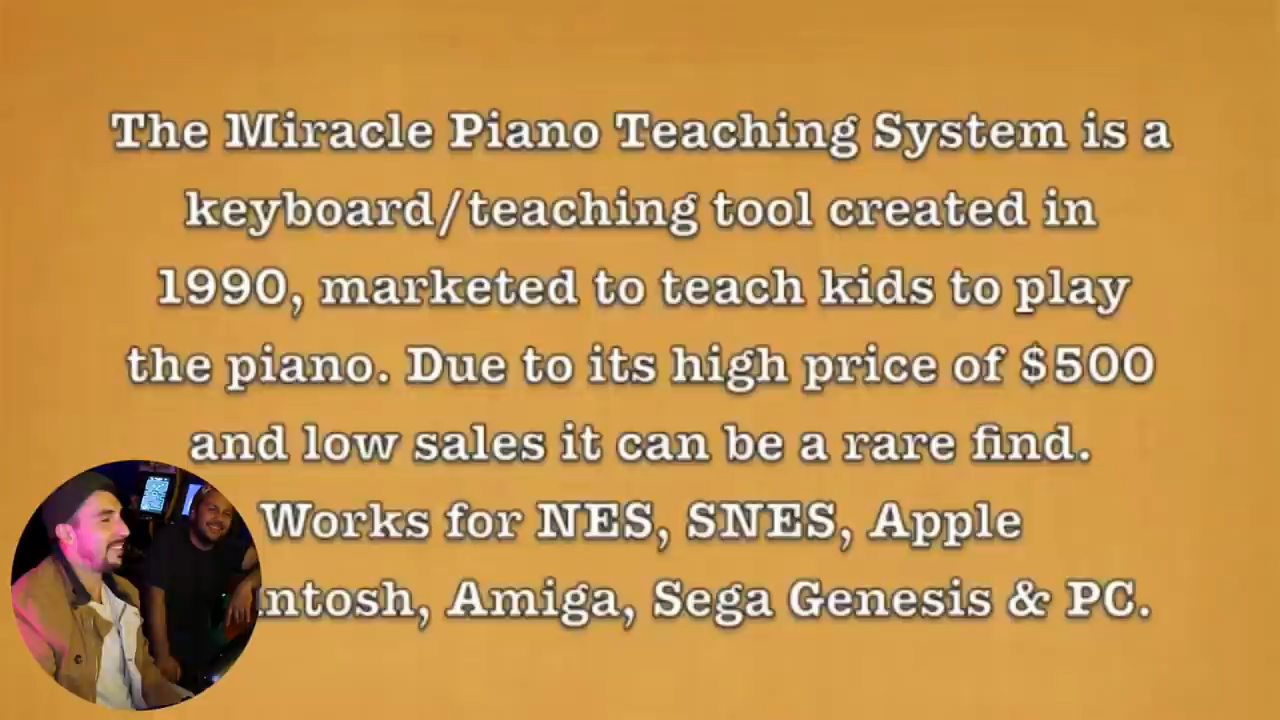 The Miracle Piano Teaching System is a
keyboard/teaching tool created in
1990, marketed to teach kids to play
the piano. Due to its high price of $500
and low sales it can be a rare find.
Works for NES, SNES, Apple
intosh, Amiga, Sega Genesis & PC.